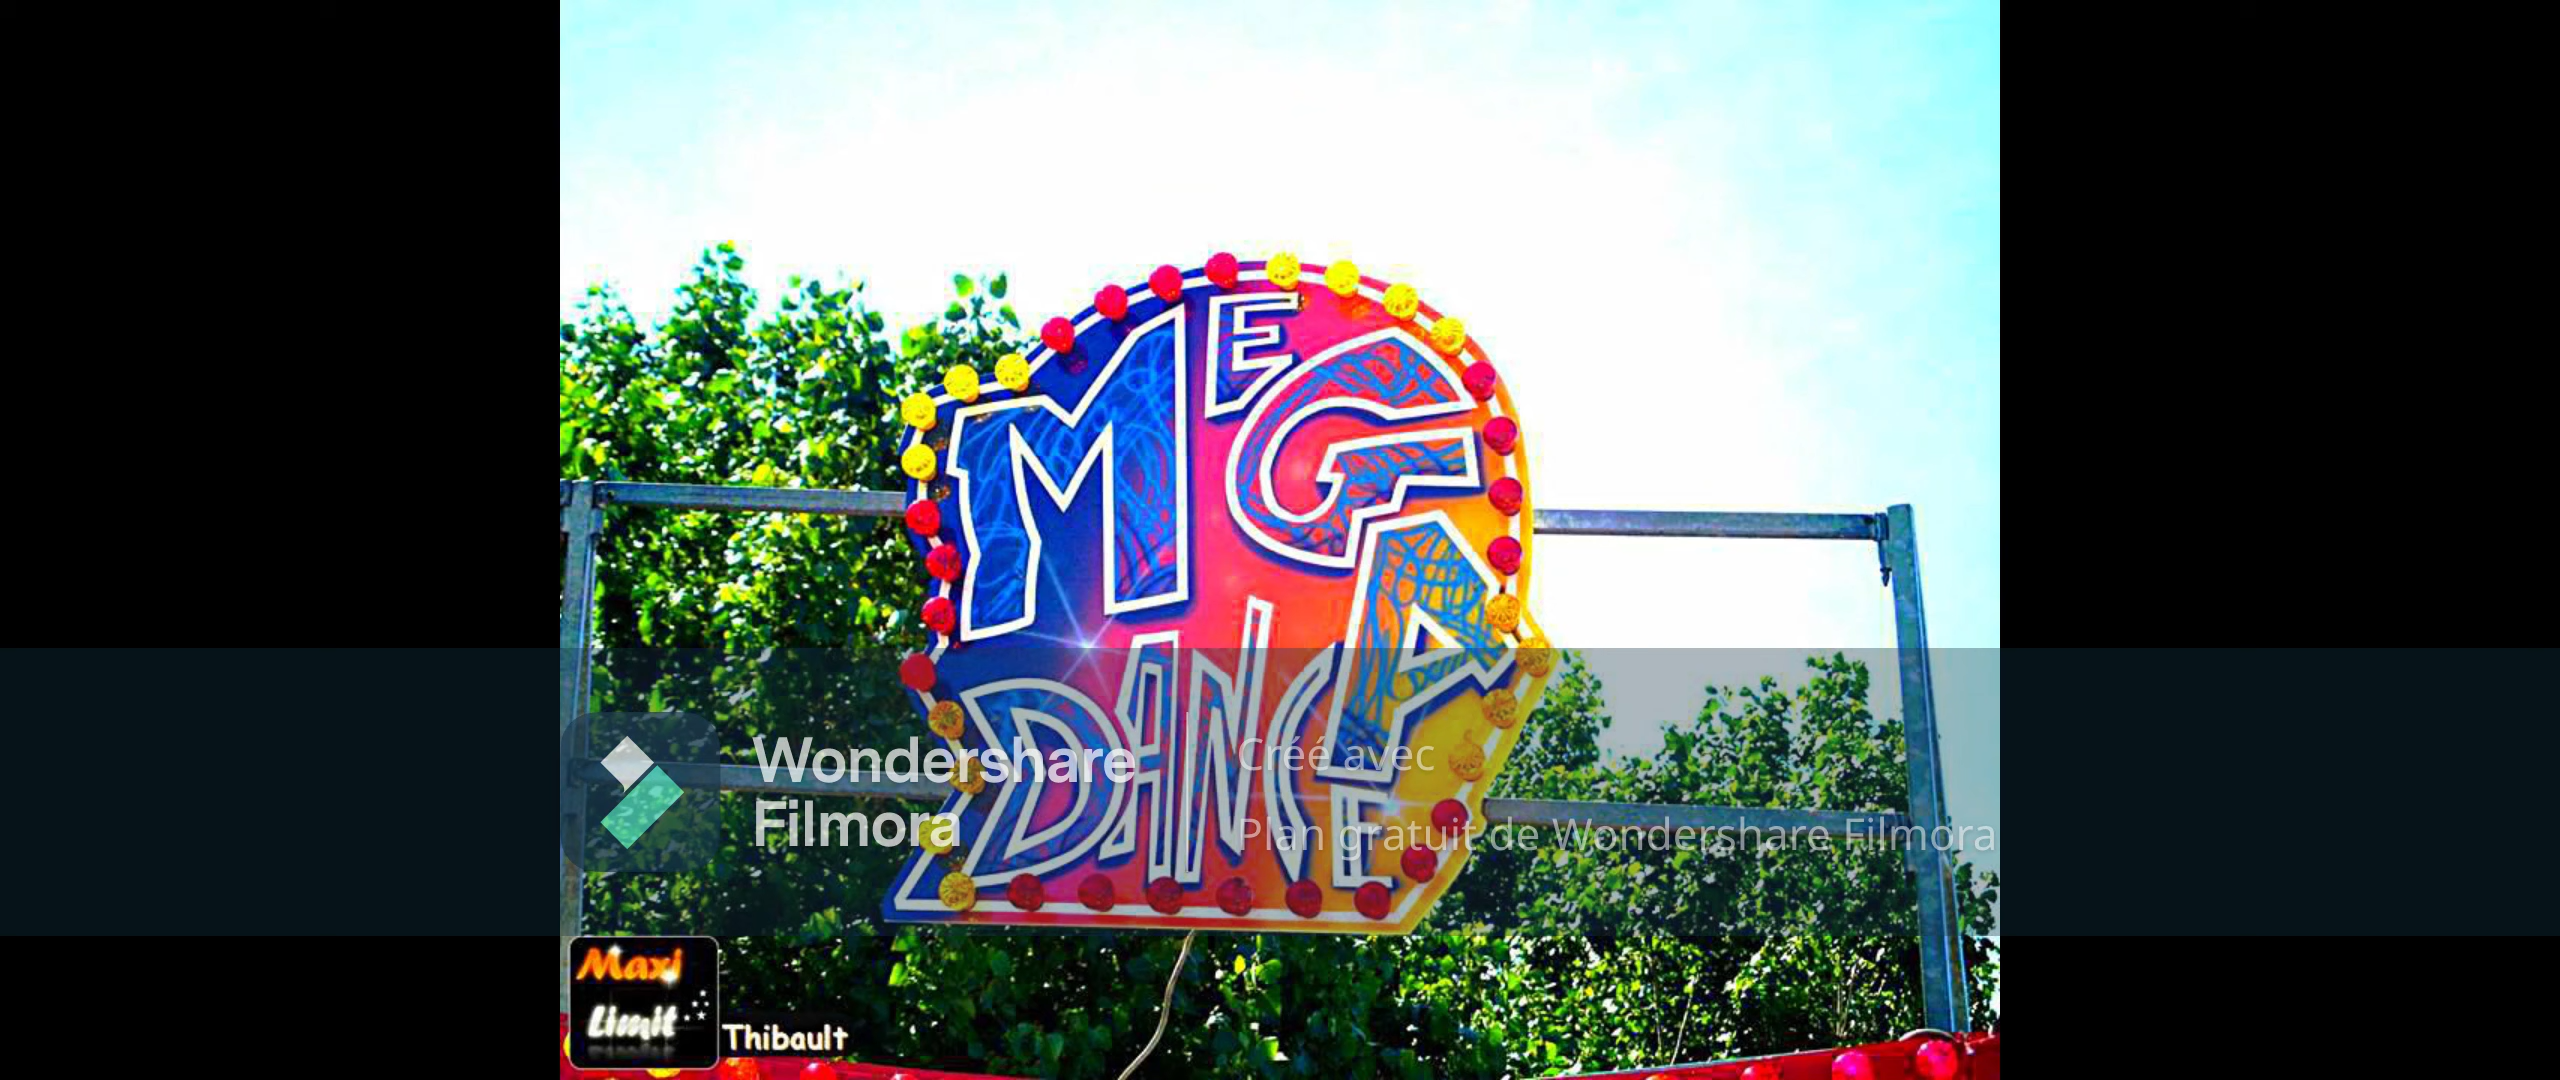 MEGA
DANCE
Wondershare
Filmora
Créé avec
Plan gratuit de Wondershare Filmora
Maxi
Limit
Thibault